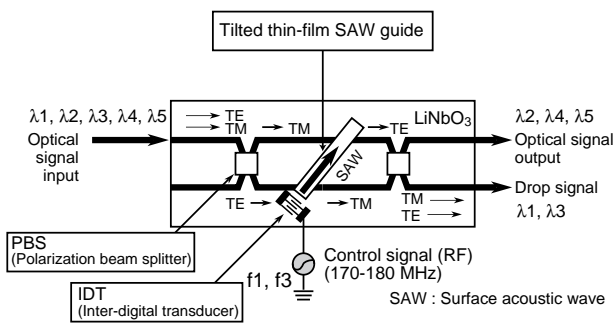 Tilted thin-film SAW guide
λ1, λ2, λ3, λ4, λ5
Optical
signal
input
TE
TM
TM
TE
LiNbO3
λ2, λ4, λ5
Optical signal
output
SAW
TE
TM
TM
TE
Drop signal
λ1, λ3
PBS
(Polarization beam splitter)
IDT
(Inter-digital transducer)
f1, f3
Control signal (RF)
(170-180 MHz)
SAW : Surface acoustic wave